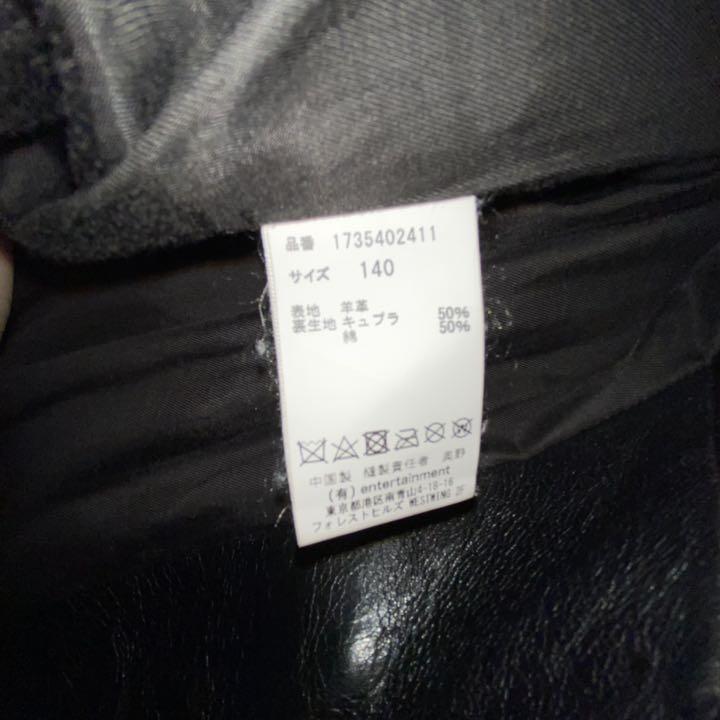 品番 1735402411
サイズ 140
表地 羊革
裏生地 キュプラ 50%
綿 50%
中国製 縫製責任者 高野
(有) entertainment
東京都港区南青山4-18-16
フォレストヒルズ WESTWING 2F